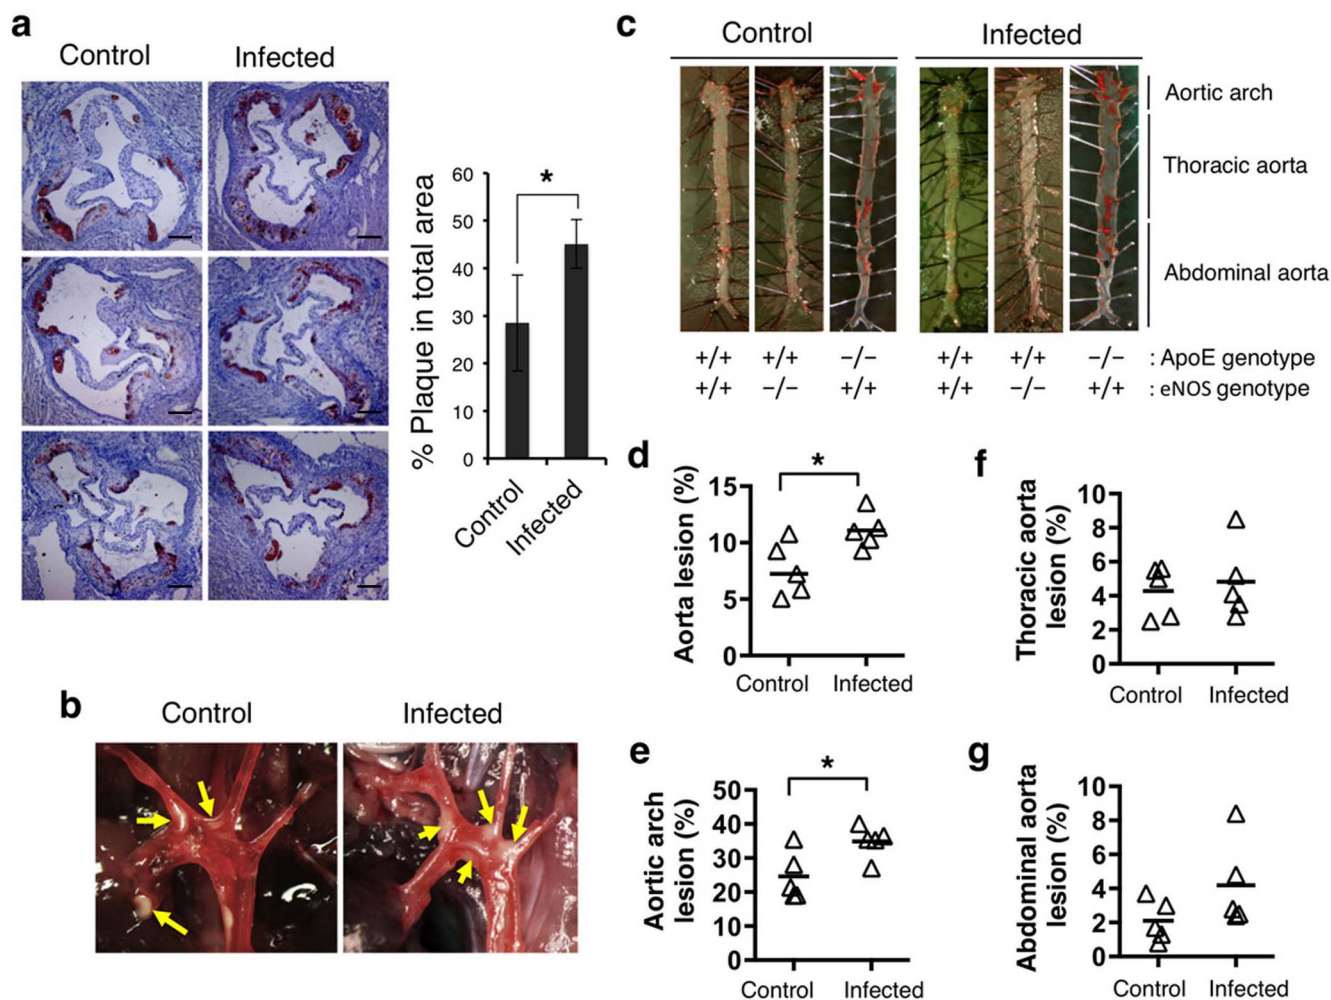 a
Control
Infected
% Plaque in total area
60
50
40
30
20
10
0
*
Control
Infected
b
Control
Infected
c
Control
Infected
Aortic arch
Thoracic aorta
Abdominal aorta
+/+ +/+ −/− +/+ +/+ −/− : ApoE genotype
+/+ −/− +/+ +/+ −/− +/+ : eNOS genotype
d
Aorta lesion (%)
15
10
5
0
*
Control
Infected
e
Aortic arch
lesion (%)
50
40
30
20
10
0
*
Control
Infected
f
Thoracic aorta
lesion (%)
10
8
6
4
2
0
Control
Infected
g
Abdominal aorta
lesion (%)
10
8
6
4
2
0
Control
Infected